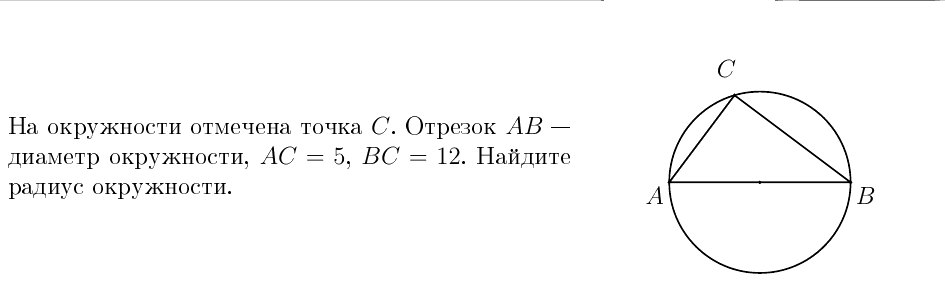 На окружности отмечена точка C. Отрезок AB —
диаметр окружности, AC = 5, BC = 12. Найдите
радиус окружности.
C
A
B